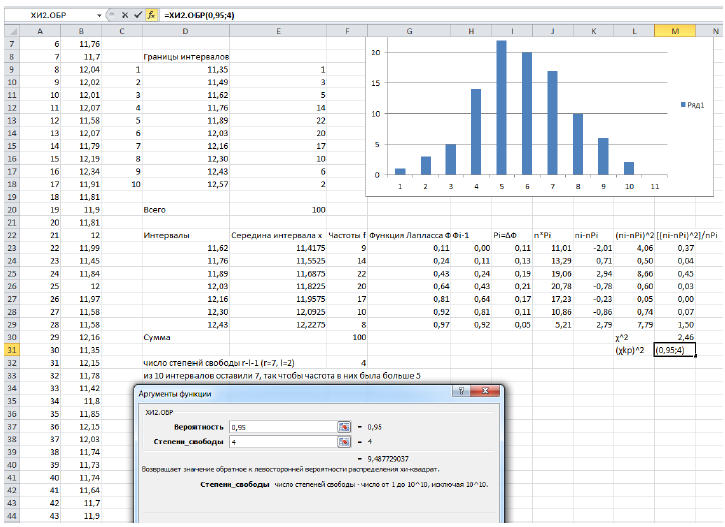 ХИ2.ОБР =ХИ2.ОБР(0,95;4)
A B C D E F G H I J K L M N
7 6 11,76
8 7 11,7 Границы интервалов
9 8 12,04 1 11,35 1
10 9 12,02 2 11,49 3
11 10 12,01 3 11,62 5
12 11 12,07 4 11,76 14
13 12 11,58 5 11,89 22
14 13 12,07 6 12,03 20
15 14 11,79 7 12,16 17
16 15 12,19 8 12,30 10
17 16 12,34 9 12,43 6
18 17 11,91 10 12,57 2
19 18 11,81
20 19 11,9 Всего 100
21 20 11,81
22 21 12 Интервалы Середина интервала x Частоты f Функция Лапласса Ф Фi-1 Pi=ΔФ n*Pi ni-nPi (ni-nPi)^2 [(ni-nPi)^2]/nPi
23 22 11,99 11,62 11,4175 9 0,11 0,00 0,11 11,01 -2,01 4,06 0,37
24 23 11,45 11,76 11,5525 14 0,24 0,11 0,13 13,29 0,71 0,50 0,04
25 24 11,84 11,89 11,6875 22 0,43 0,24 0,19 19,06 2,94 8,66 0,45
26 25 12 12,03 11,8225 20 0,64 0,43 0,21 20,78 -0,78 0,60 0,03
27 26 11,97 12,16 11,9575 17 0,81 0,64 0,17 17,23 -0,23 0,05 0,00
28 27 11,58 12,30 12,0925 10 0,92 0,81 0,11 10,86 -0,86 0,74 0,07
29 28 11,58 12,43 12,2275 8 0,97 0,92 0,05 5,21 2,79 7,79 1,50
30 29 12,16 Сумма 100 χ^2 2,46
31 30 11,35 (χkp)^2 (0,95;4)
32 31 12,15 число степенй свободы r-l-1 (r=7, l=2) 4
33 32 11,78 из 10 интервалов оставили 7, так чтобы частота в них была больше 5
34 33 11,42
35 34 11,8
36 35 11,85
37 36 12,15
38 37 12,03
39 38 11,74
40 39 11,73
41 40 11,74
42 41 11,64
43 42 11,7
44 43 11,9
20
15
10
5
0
1 2 3 4 5 6 7 8 9 10 11
Ряд1
Аргументы функции
ХИ2.ОБР
Вероятность 0,95 = 0,95
Степени_свободы 4 = 4
= 9,487729037
Возвращает значение обратное к левосторонней вероятности распределения хи-квадрат.
Степени_свободы число степеней свободы - число от 1 до 10^10, исключая 10^10.